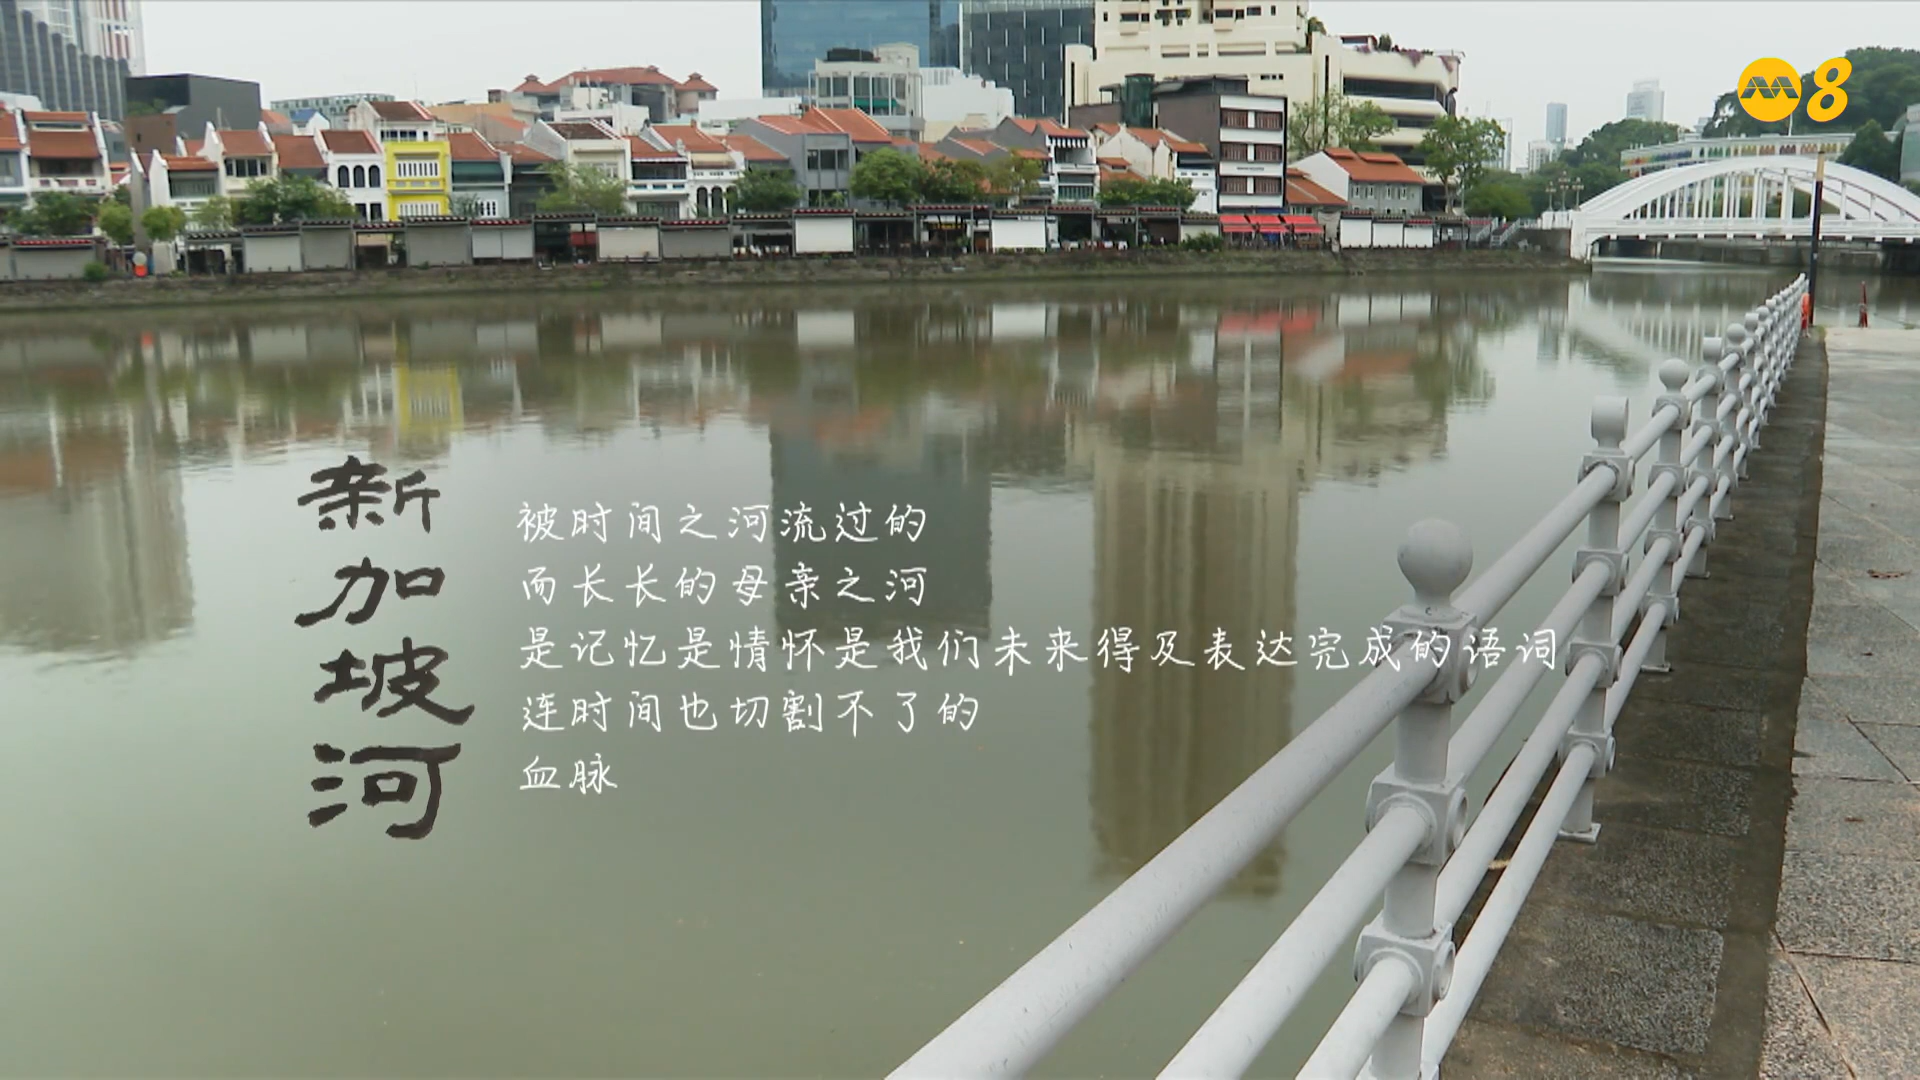 8
新加坡河
被时间之河流过的
而长长的母亲之河
是记忆是情怀是我们未来得及表达完成的语词
连时间也切割不了的
血脉